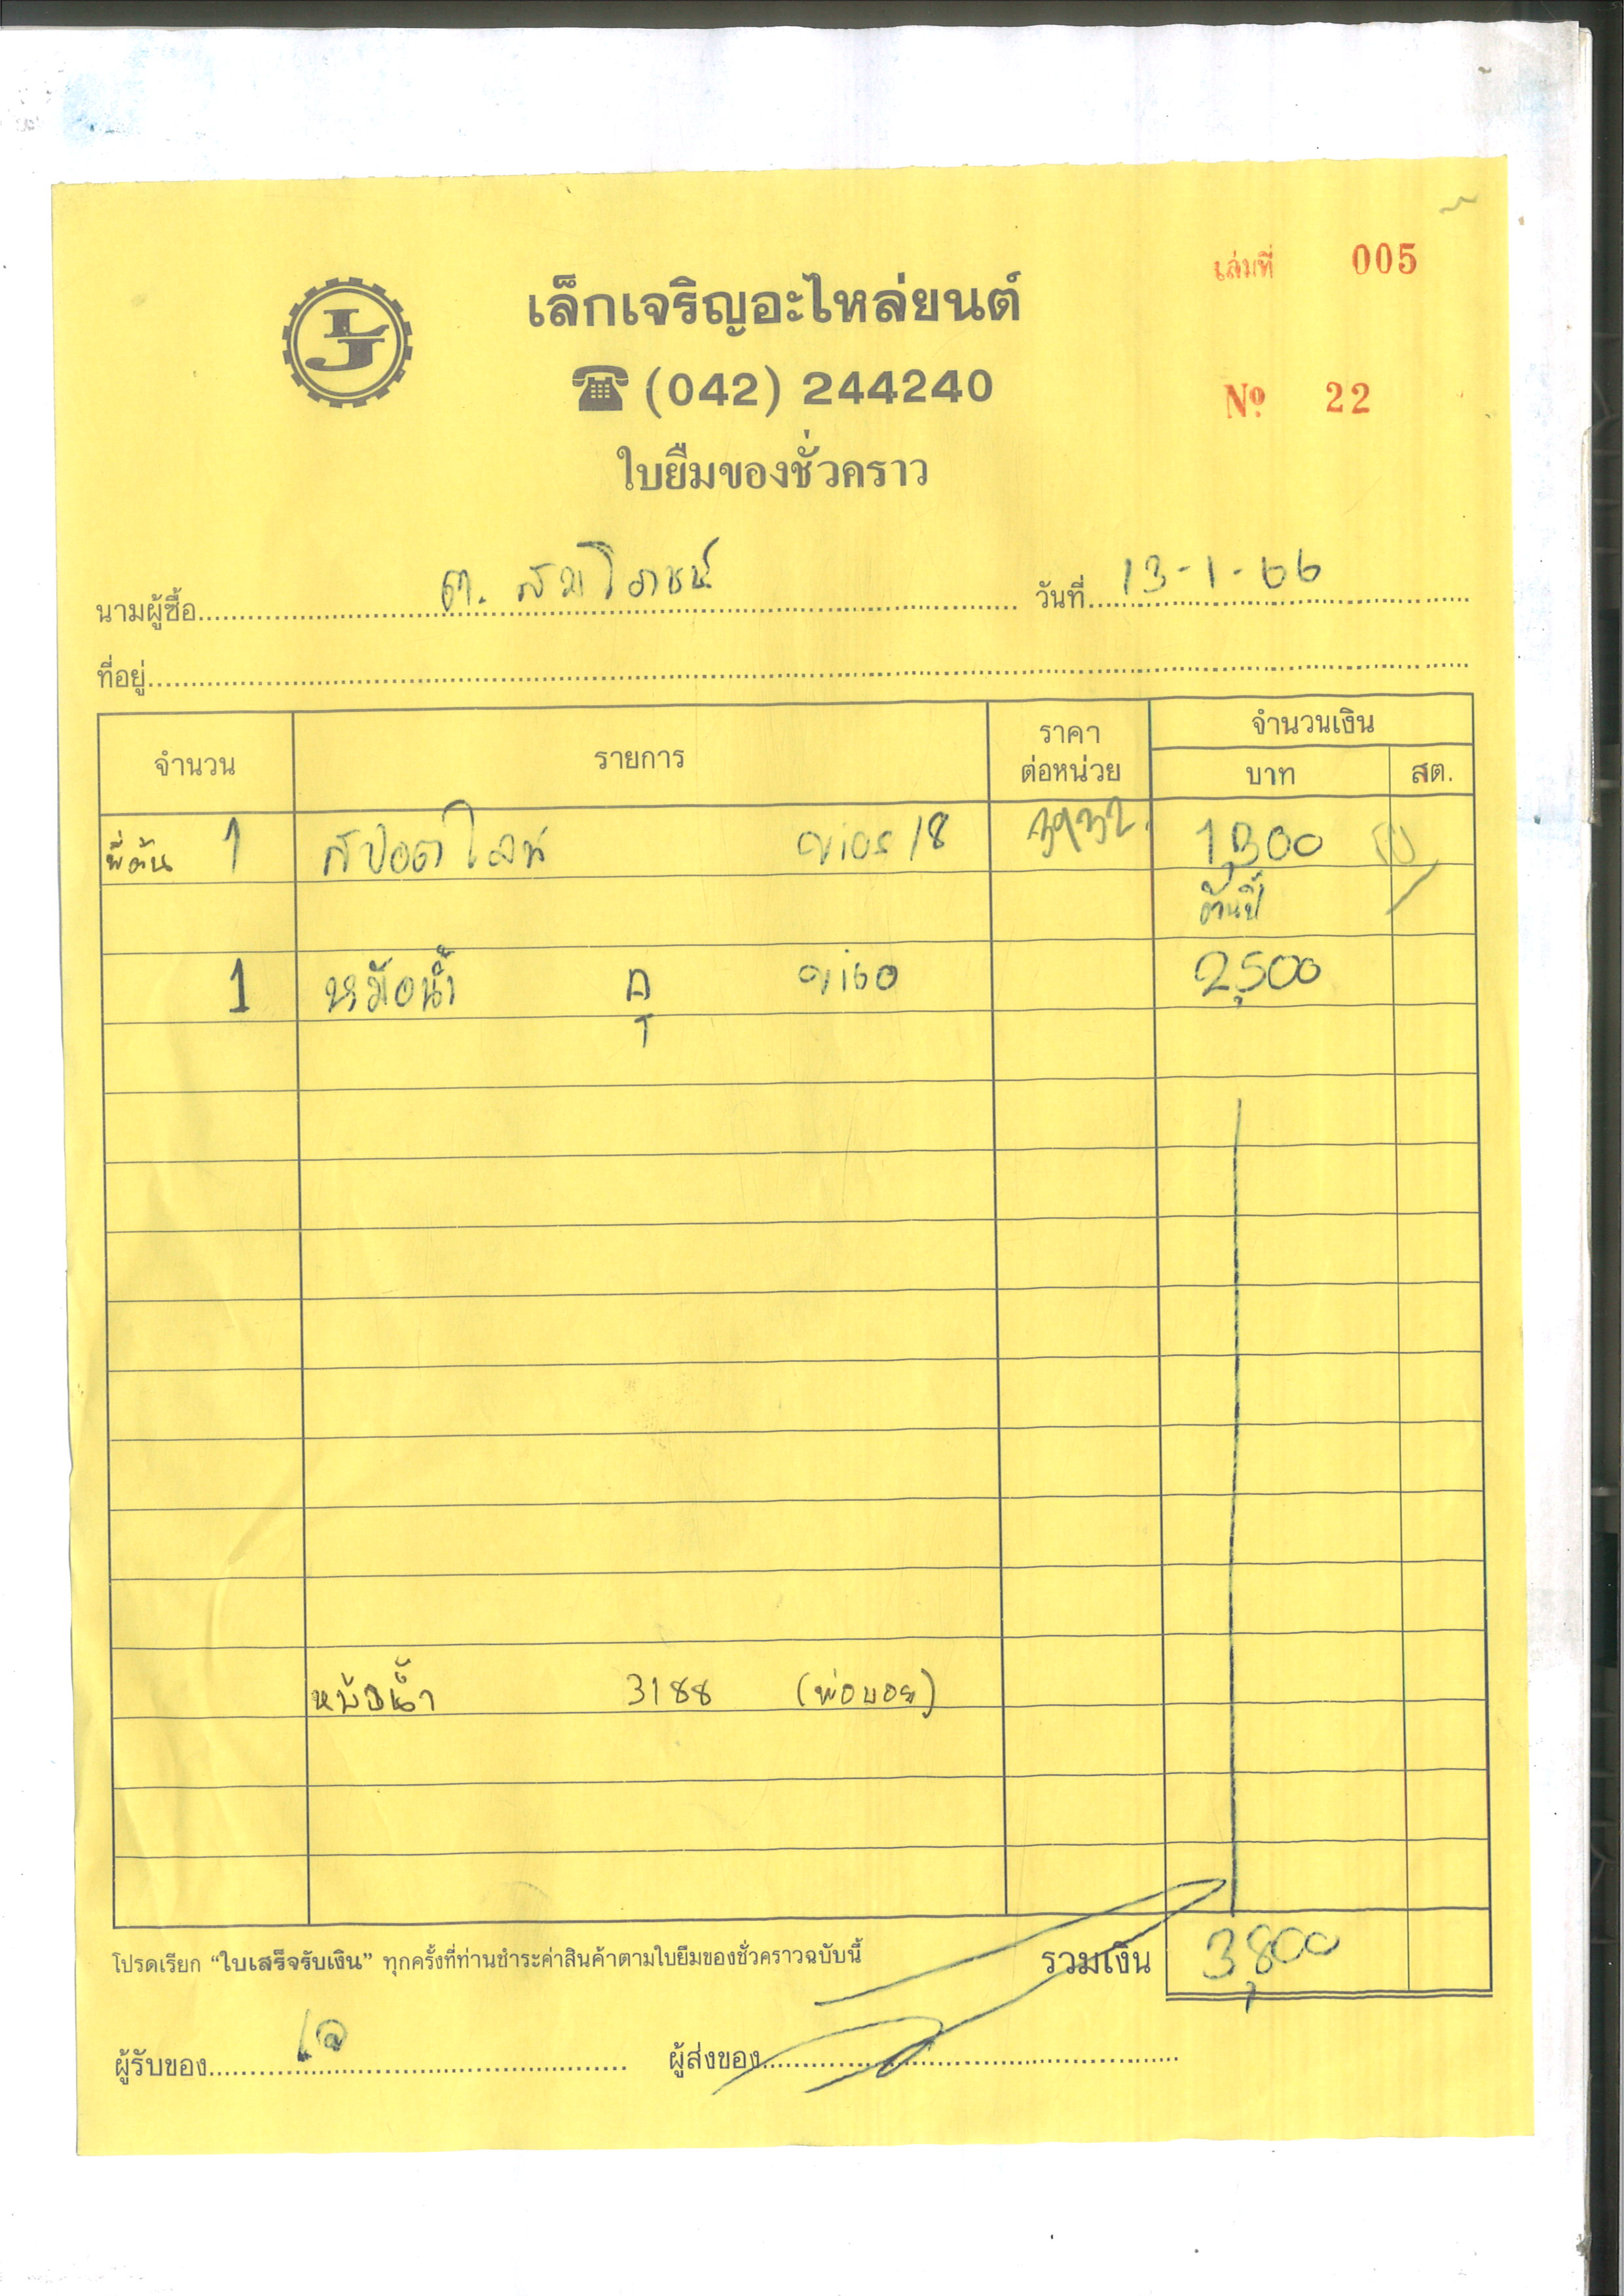 เล่มที่ 005
LJ
เล็กเจริญอะไหล่ยนต์
(042) 244240
Nº 22
ใบยืมของชั่วคราว
นามผู้ซื้อ ต. สมโภชน์ วันที่ 13-1-66
ที่อยู่
จำนวน รายการ ราคาต่อหน่วย จำนวนเงิน
บาท สต.
พี่ต้น 1 สป๊อตไลท์ vios 18 3932 1,300
1 หม้อน้ำ A vigo 2,500
T
หม้อน้ำ 3188 (พ่อบอย)
โปรดเรียก “ใบเสร็จรับเงิน” ทุกครั้งที่ท่านชำระค่าสินค้าตามใบยืมของชั่วคราวฉบับนี้ รวมเงิน 3,800
ผู้รับของ เจ ผู้ส่งของ